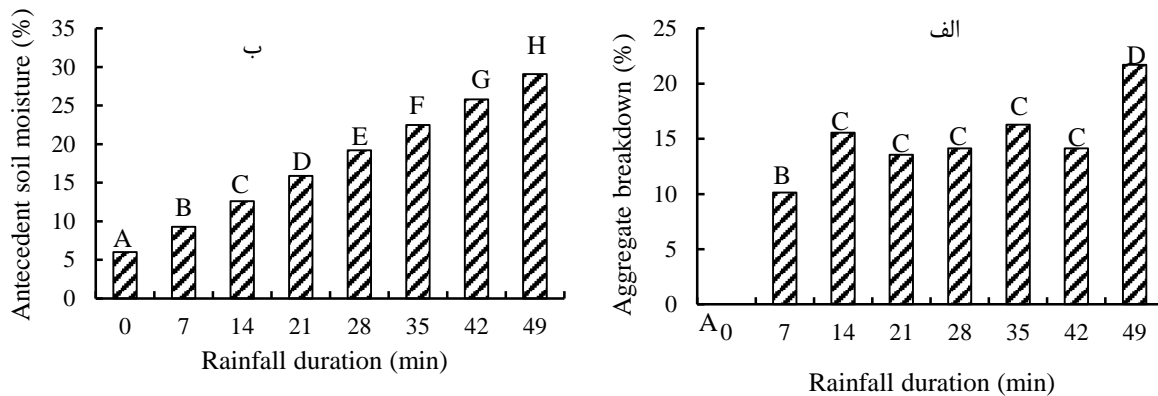 الف
Aggregate breakdown (%)
25
20
15
10
5
0
A
B
C
C
C
C
C
D
0 7 14 21 28 35 42 49
Rainfall duration (min)
ب
Antecedent soil moisture (%)
35
30
25
20
15
10
5
0
A
B
C
D
E
F
G
H
0 7 14 21 28 35 42 49
Rainfall duration (min)